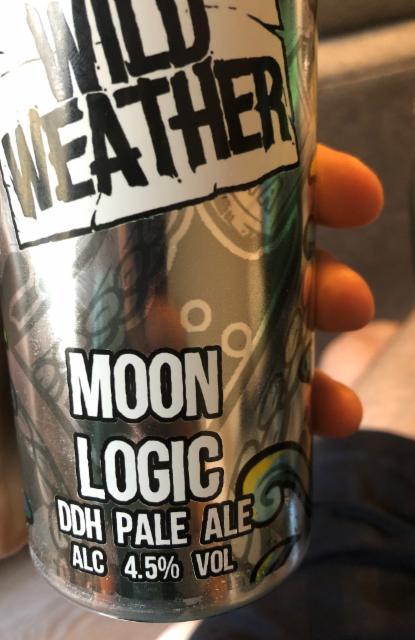 WILD
WEATHER
MOON
LOGIC
DDH PALE ALE
ALC 4.5% VOL